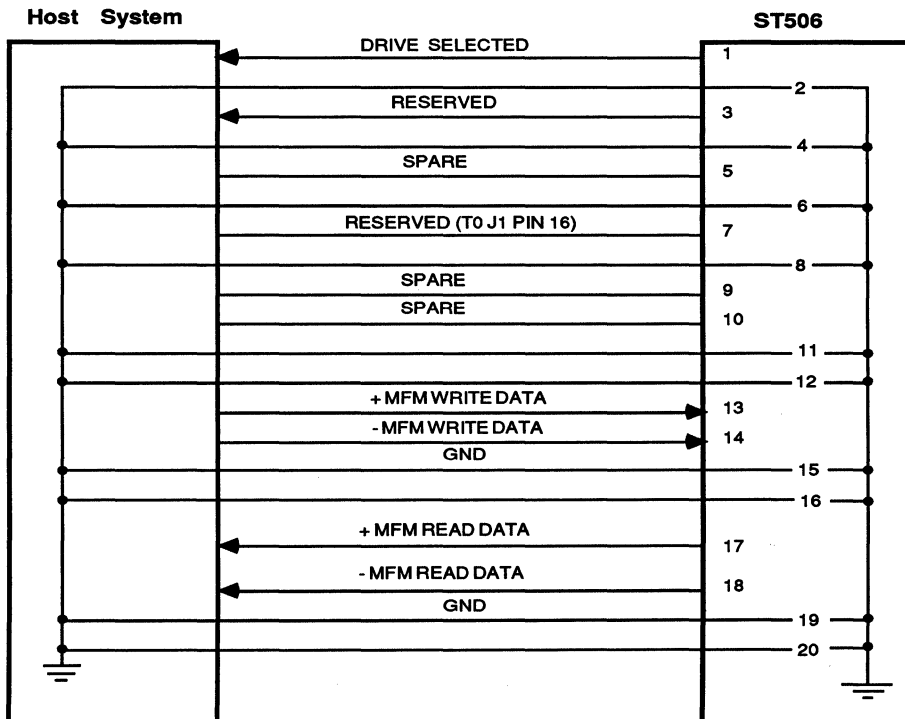 Host System
ST506
DRIVE SELECTED
1
2
RESERVED
3
4
SPARE
5
6
RESERVED (T0 J1 PIN 16)
7
8
SPARE
9
SPARE
10
11
12
+ MFM WRITE DATA
13
- MFM WRITE DATA
14
GND
15
16
+ MFM READ DATA
17
- MFM READ DATA
18
GND
19
20